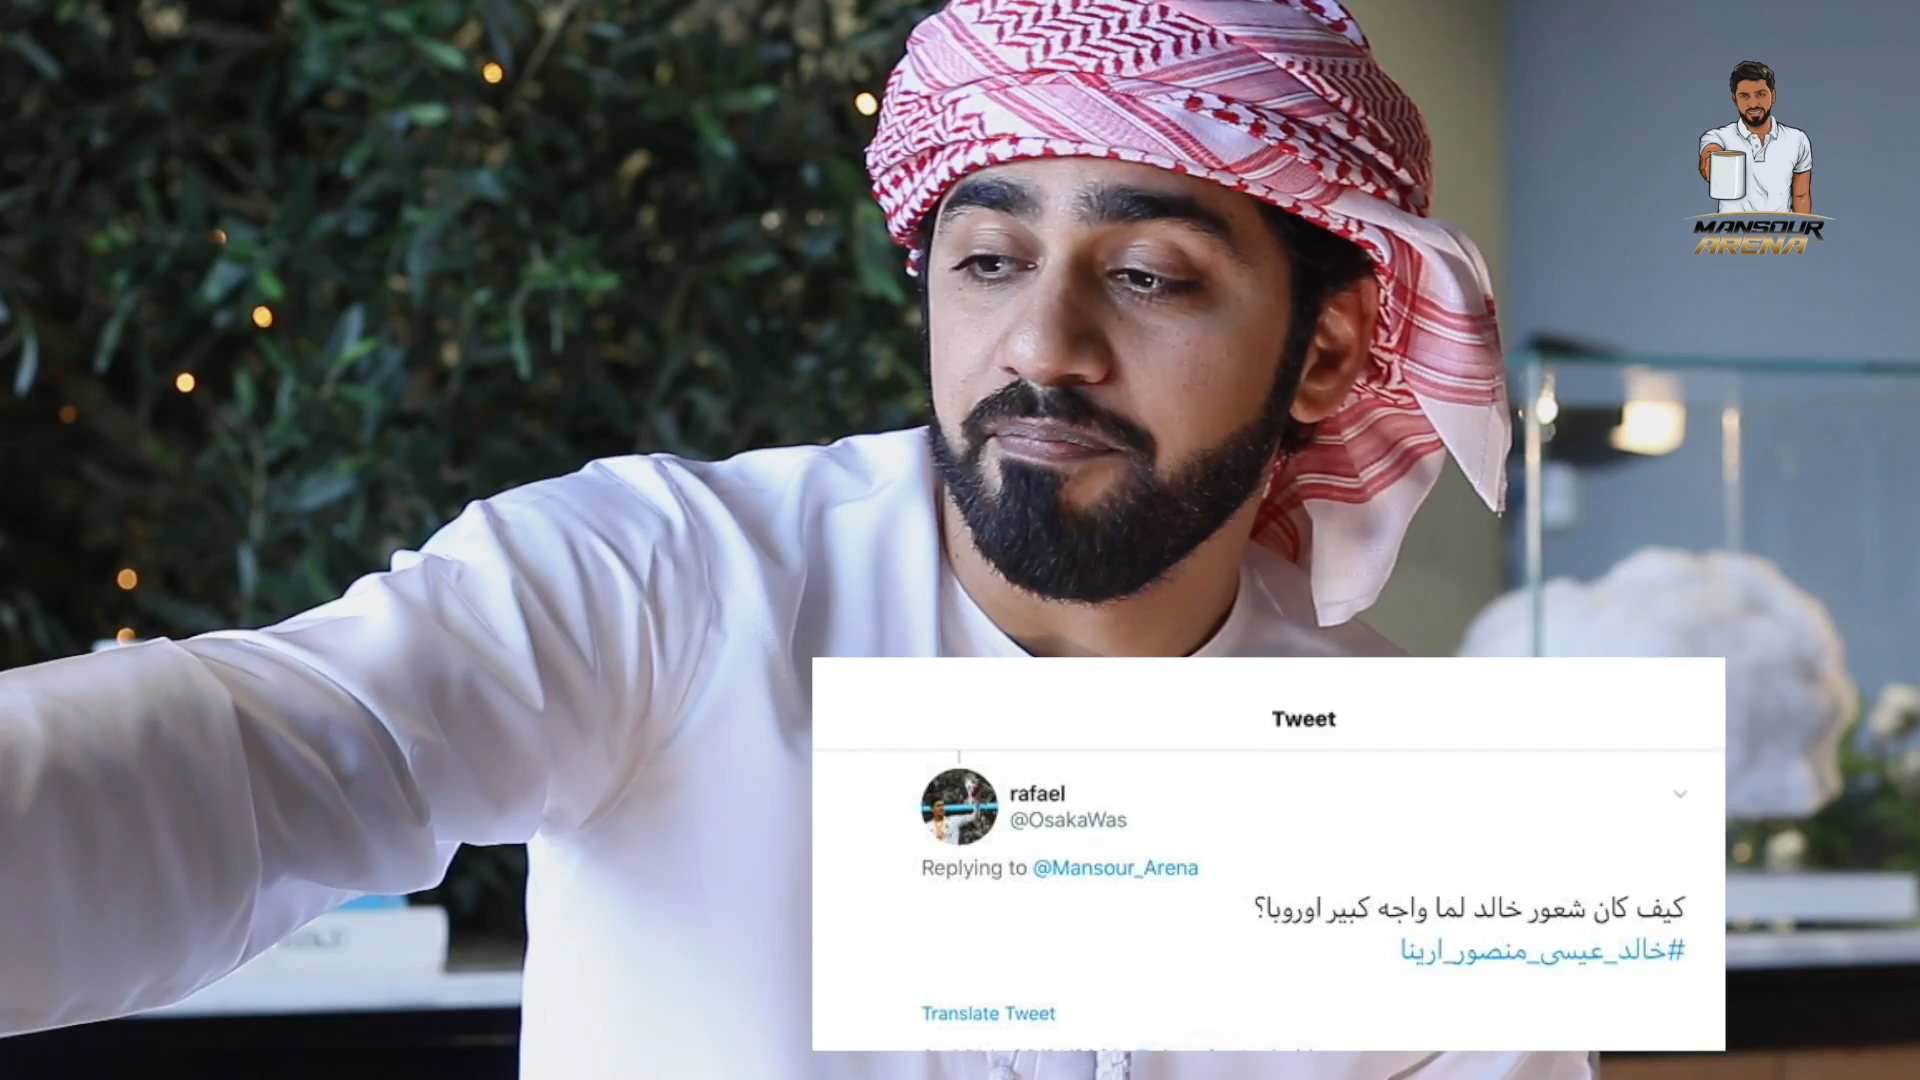 MANSOUR
ARENA
Tweet
rafael
@OsakaWas
Replying to @Mansour_Arena
كيف كان شعور خالد لما واجه كبير اوروبا؟
#خالد_عيسى_منصور_ارينا
Translate Tweet